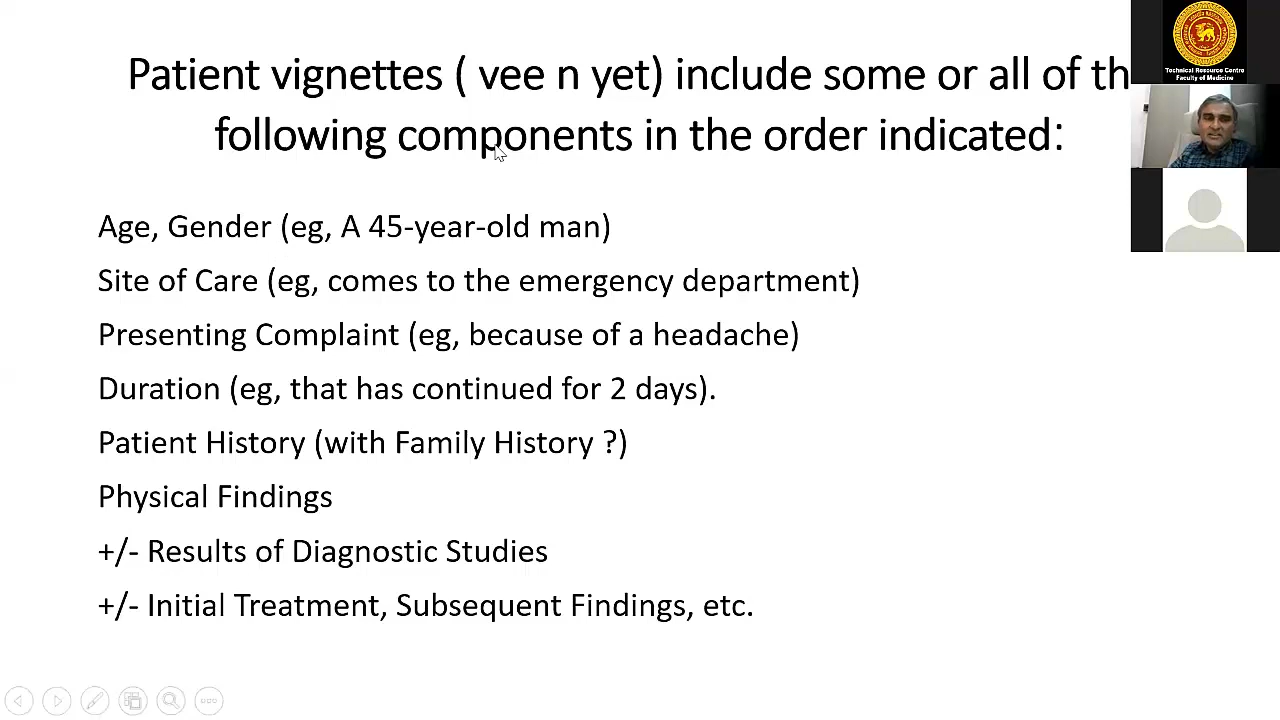 Patient vignettes ( vee n yet) include some or all of th
following components in the order indicated:
Age, Gender (eg, A 45-year-old man)
Site of Care (eg, comes to the emergency department)
Presenting Complaint (eg, because of a headache)
Duration (eg, that has continued for 2 days).
Patient History (with Family History ?)
Physical Findings
+/- Results of Diagnostic Studies
+/- Initial Treatment, Subsequent Findings, etc.
Technical Resource Centre
Faculty of Medicine